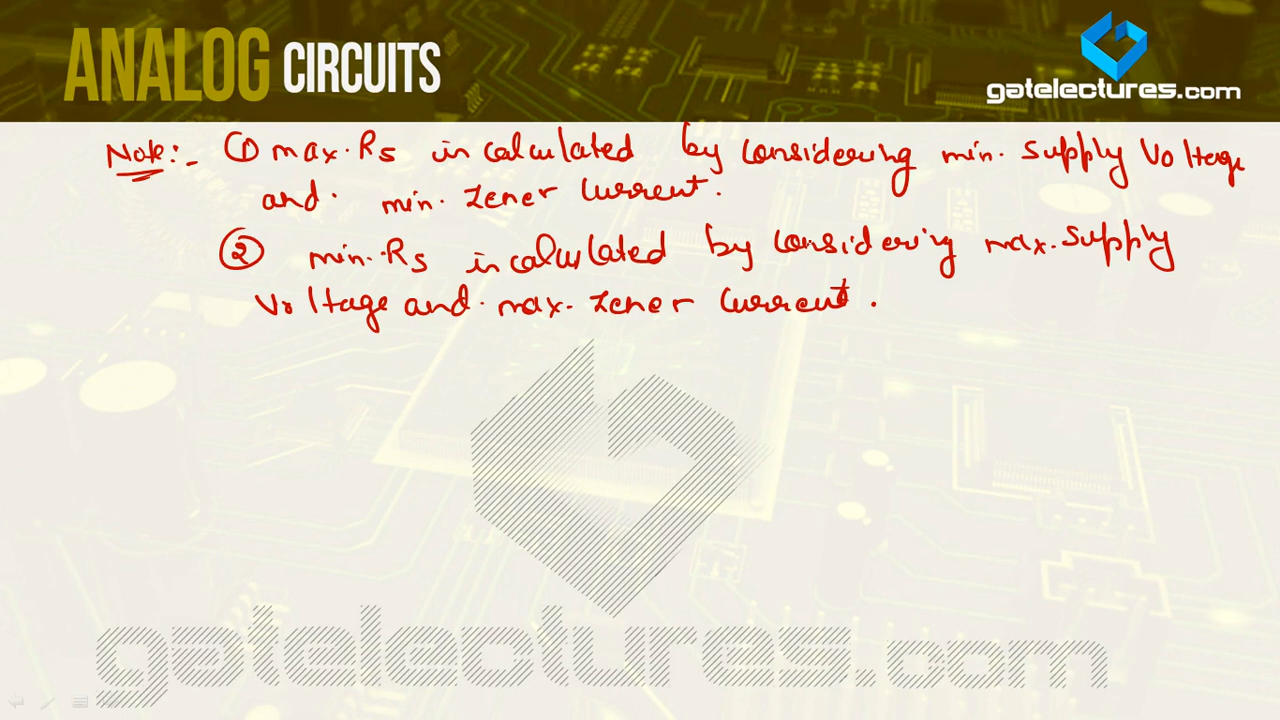 ANALOG CIRCUITS
gatelectures.com
Note:- ① max. Rs is calculated by considering min. supply Voltage
and. min. Zener Current.
② min. Rs is calculated by considering max. supply
Voltage and. max. Zener Current.
gatelectures.com